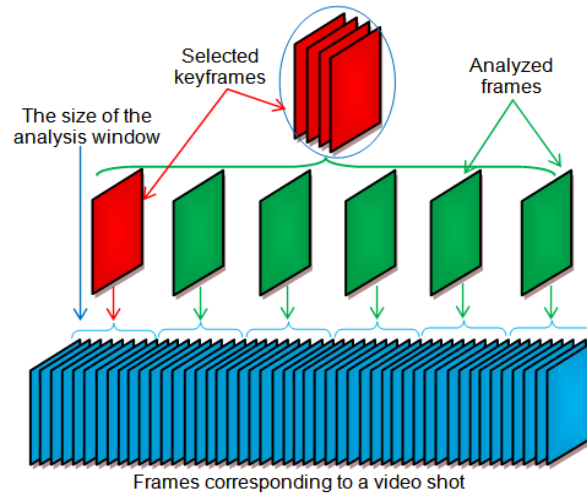 Selected
keyframes
Analyzed
frames
The size of the
analysis window
Frames corresponding to a video shot